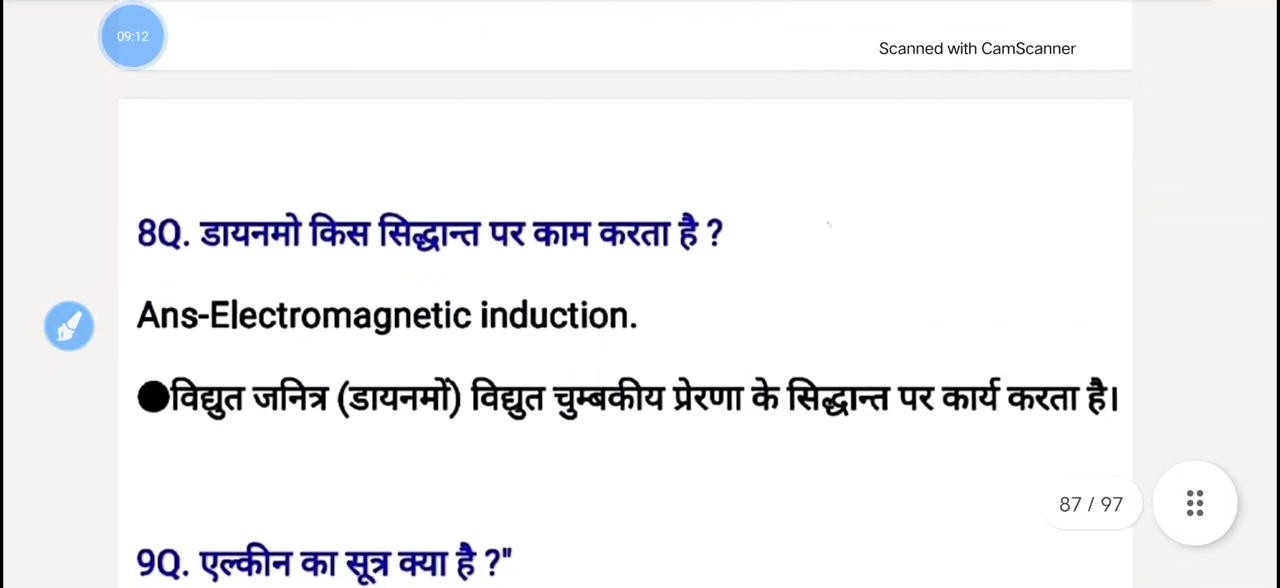 09:12
Scanned with CamScanner
8Q. डायनमो किस सिद्धान्त पर काम करता है ?
Ans-Electromagnetic induction.
●विद्युत जनित्र (डायनमों) विद्युत चुम्बकीय प्रेरणा के सिद्धान्त पर कार्य करता है।
87 / 97
9Q. एल्कीन का सूत्र क्या है ?"